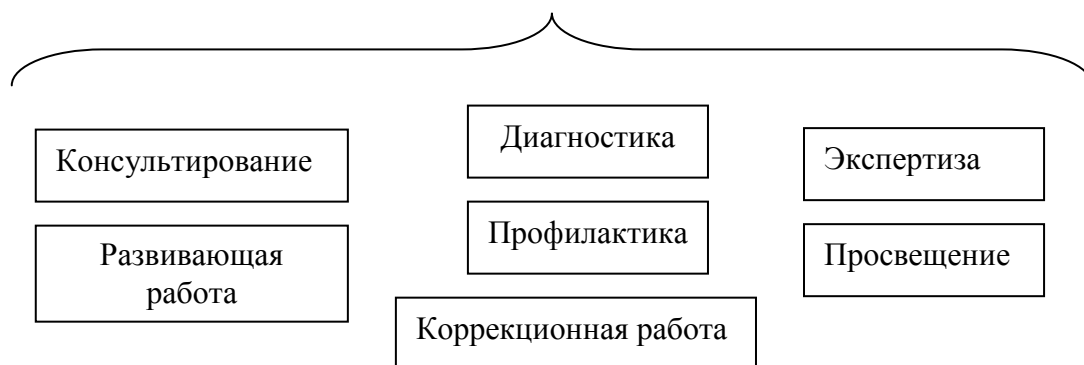 Консультирование
Развивающая
работа
Диагностика
Профилактика
Коррекционная работа
Экспертиза
Просвещение